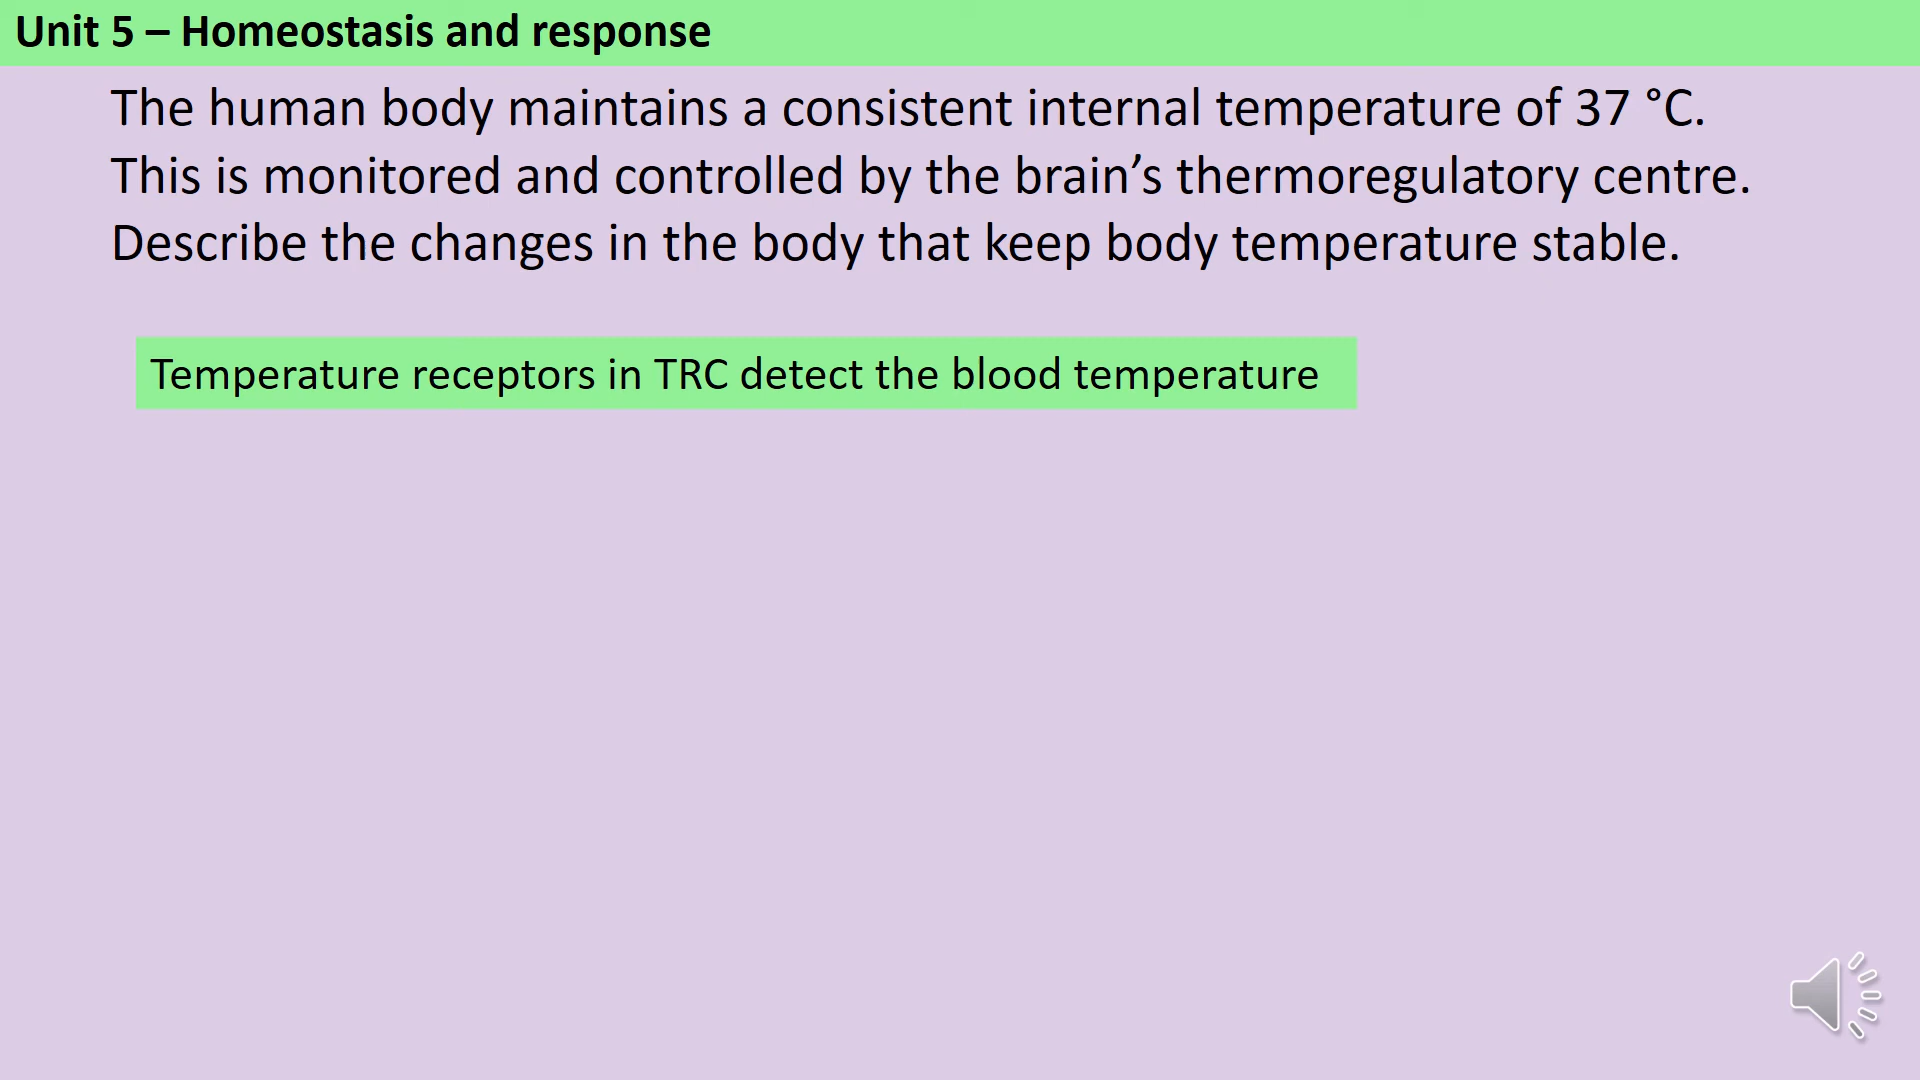 Unit 5 – Homeostasis and response
The human body maintains a consistent internal temperature of 37 °C.
This is monitored and controlled by the brain’s thermoregulatory centre.
Describe the changes in the body that keep body temperature stable.
Temperature receptors in TRC detect the blood temperature